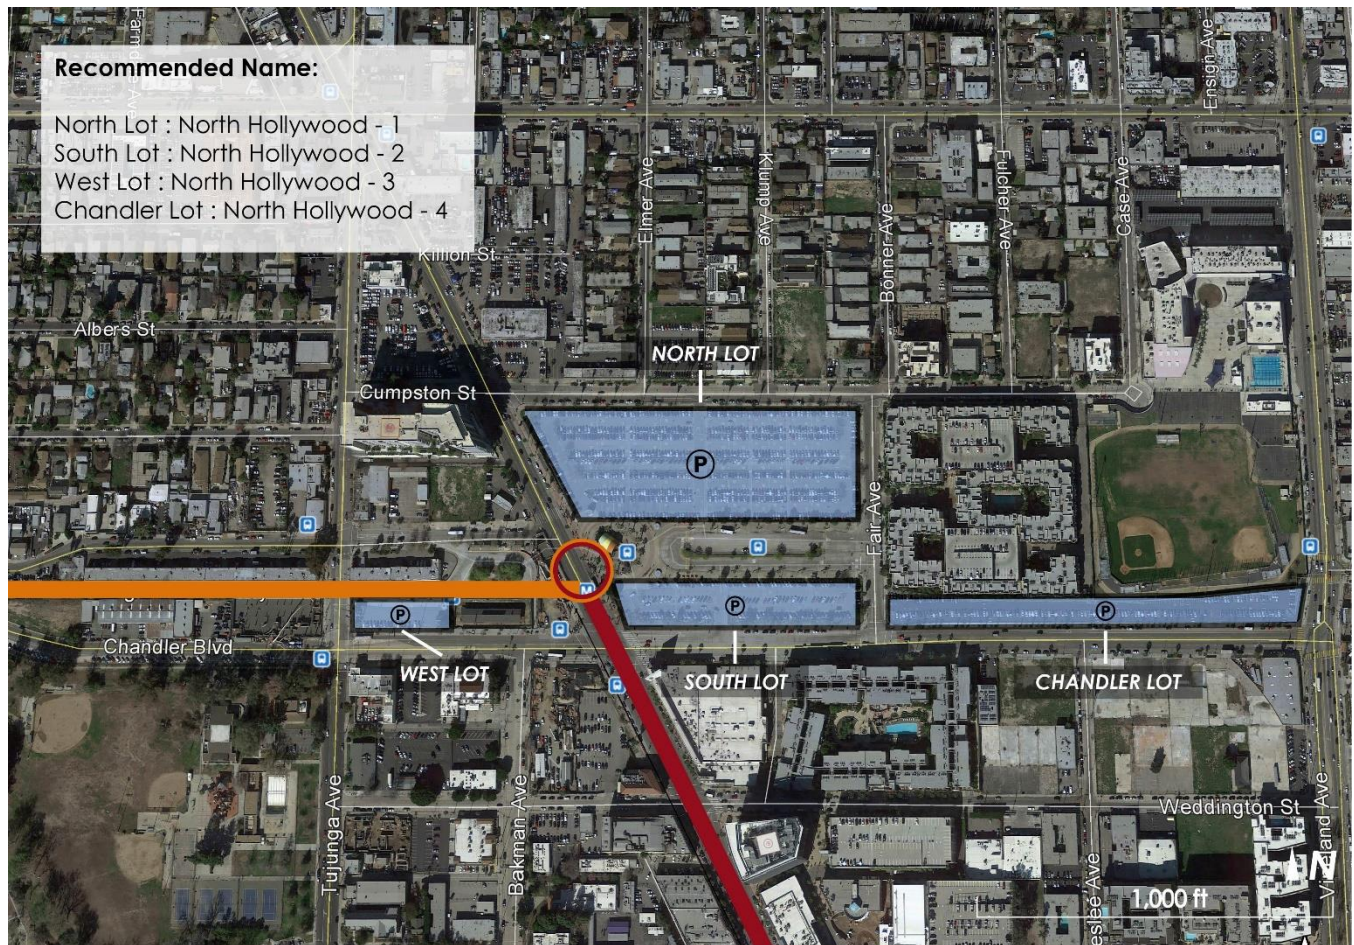 Farmdale Ave
Ensign Ave
Recommended Name:
North Lot : North Hollywood - 1
South Lot : North Hollywood - 2
West Lot : North Hollywood - 3
Chandler Lot : North Hollywood - 4
Elmer Ave
Klump Ave
Bonner Ave
Fulcher Ave
Case Ave
Killion St
Albers St
NORTH LOT
Cumpston St
P
Fair Ave
M
P
P
P
Chandler Blvd
WEST LOT
SOUTH LOT
CHANDLER LOT
Tujunga Ave
Bakman Ave
Weddington St
N
1,000 ft